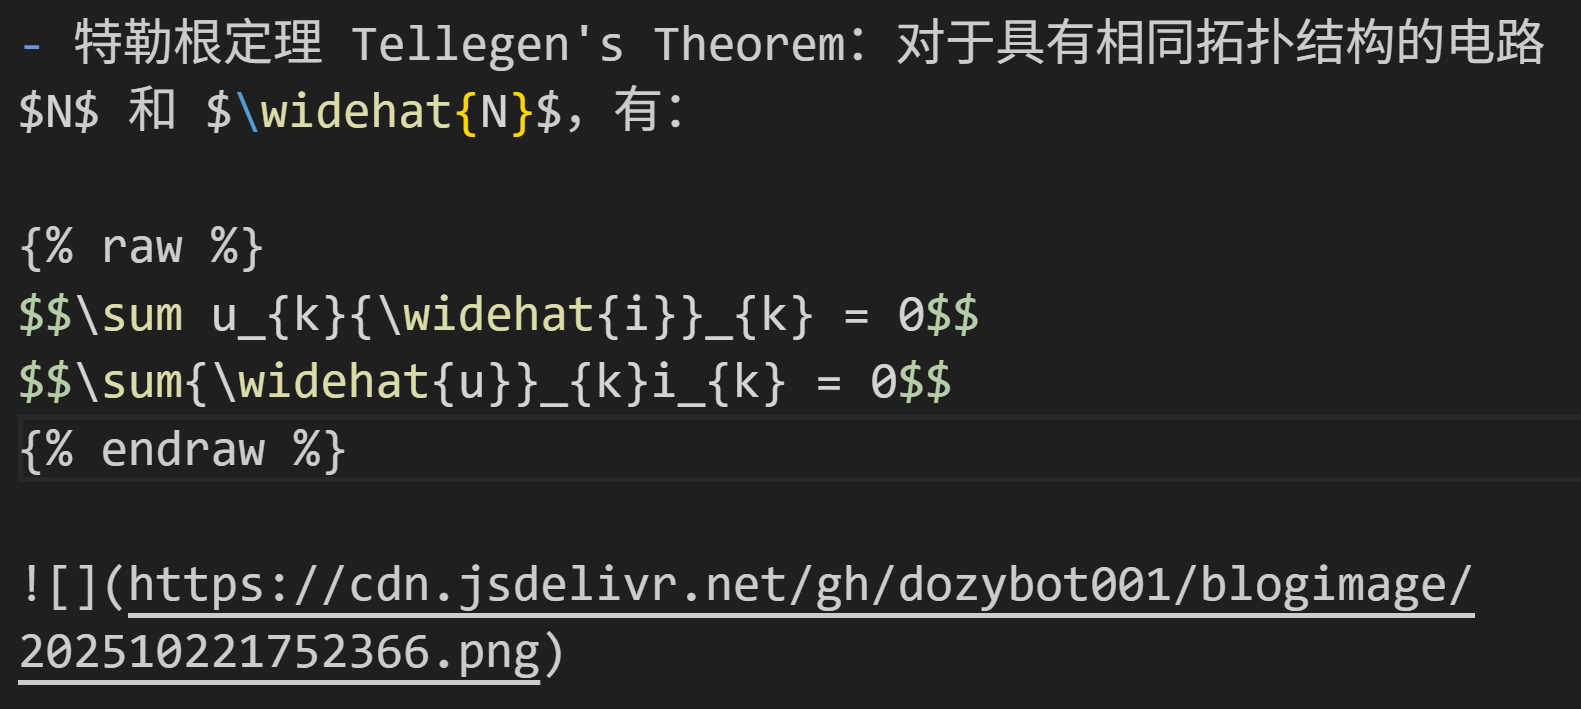 - 特勒根定理 Tellegen's Theorem：对于具有相同拓扑结构的电路
$N$ 和 $\widehat{N}$，有：
{% raw %}
$$\sum u_{k}{\widehat{i}}_{k} = 0$$
$$\sum{\widehat{u}}_{k}i_{k} = 0$$
{% endraw %}
![](https://cdn.jsdelivr.net/gh/dozybot001/blogimage/
202510221752366.png)